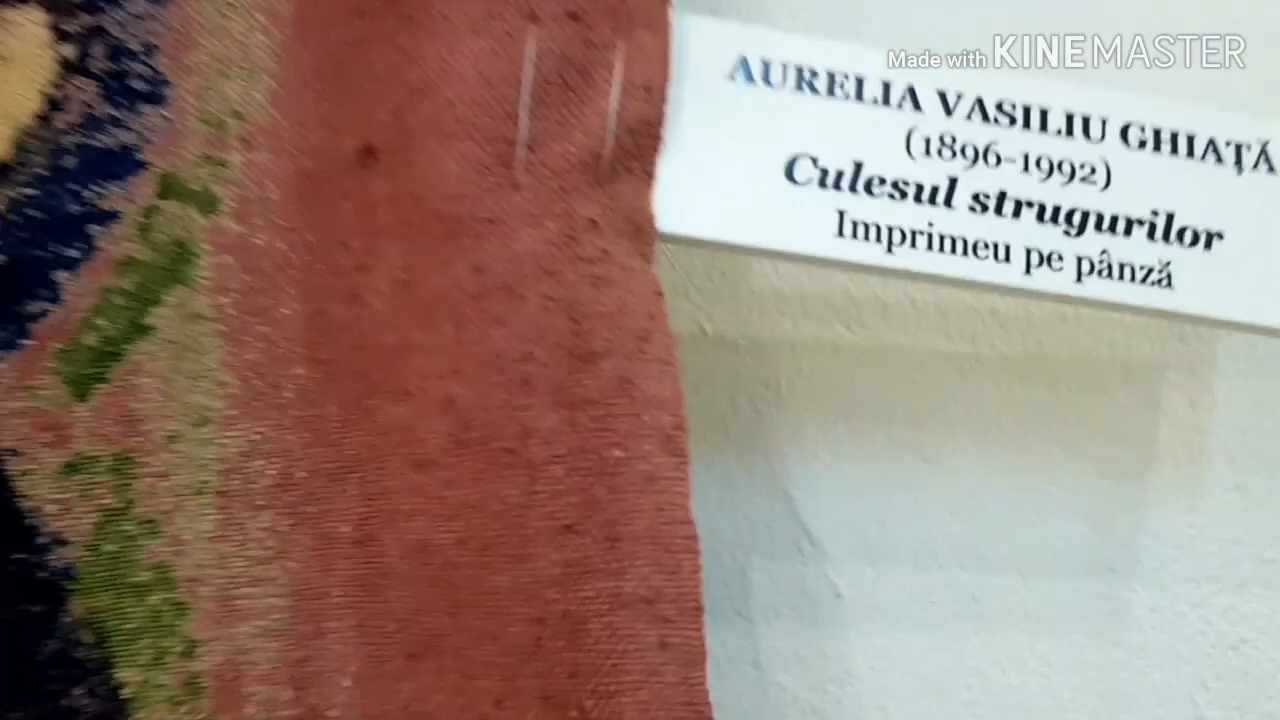 Made with KINEMASTER
AURELIA VASILIU GHIAȚĂ
(1896-1992)
Culesul strugurilor
Imprimeu pe pânză